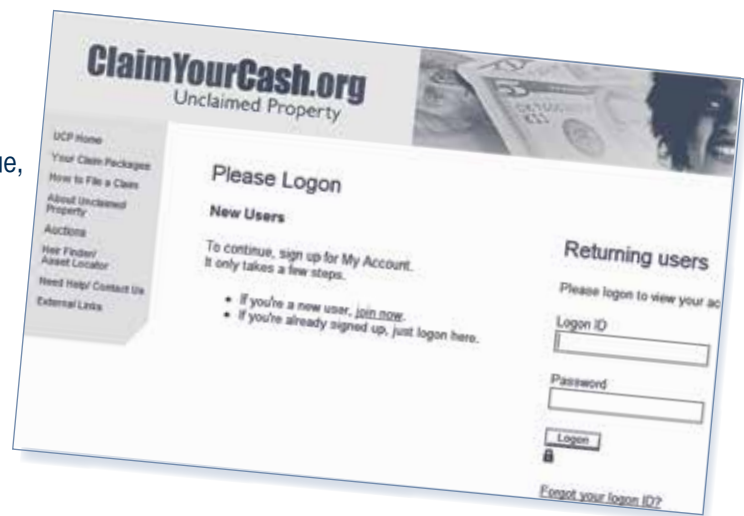 ClaimYourCash.org
Unclaimed Property
UCP Home
Your Claim Packages
How to File a Claim
About Unclaimed
Property
Auctions
Heir Finder/
Asset Locator
Need Help/ Contact Us
External Links
ue,
Please Logon
New Users
To continue, sign up for My Account.
It only takes a few steps.
• If you're a new user, join now.
• If you're already signed up, just logon here.
Returning users
Please logon to view your ac
Logon ID
Password
Logon
Forgot your logon ID?